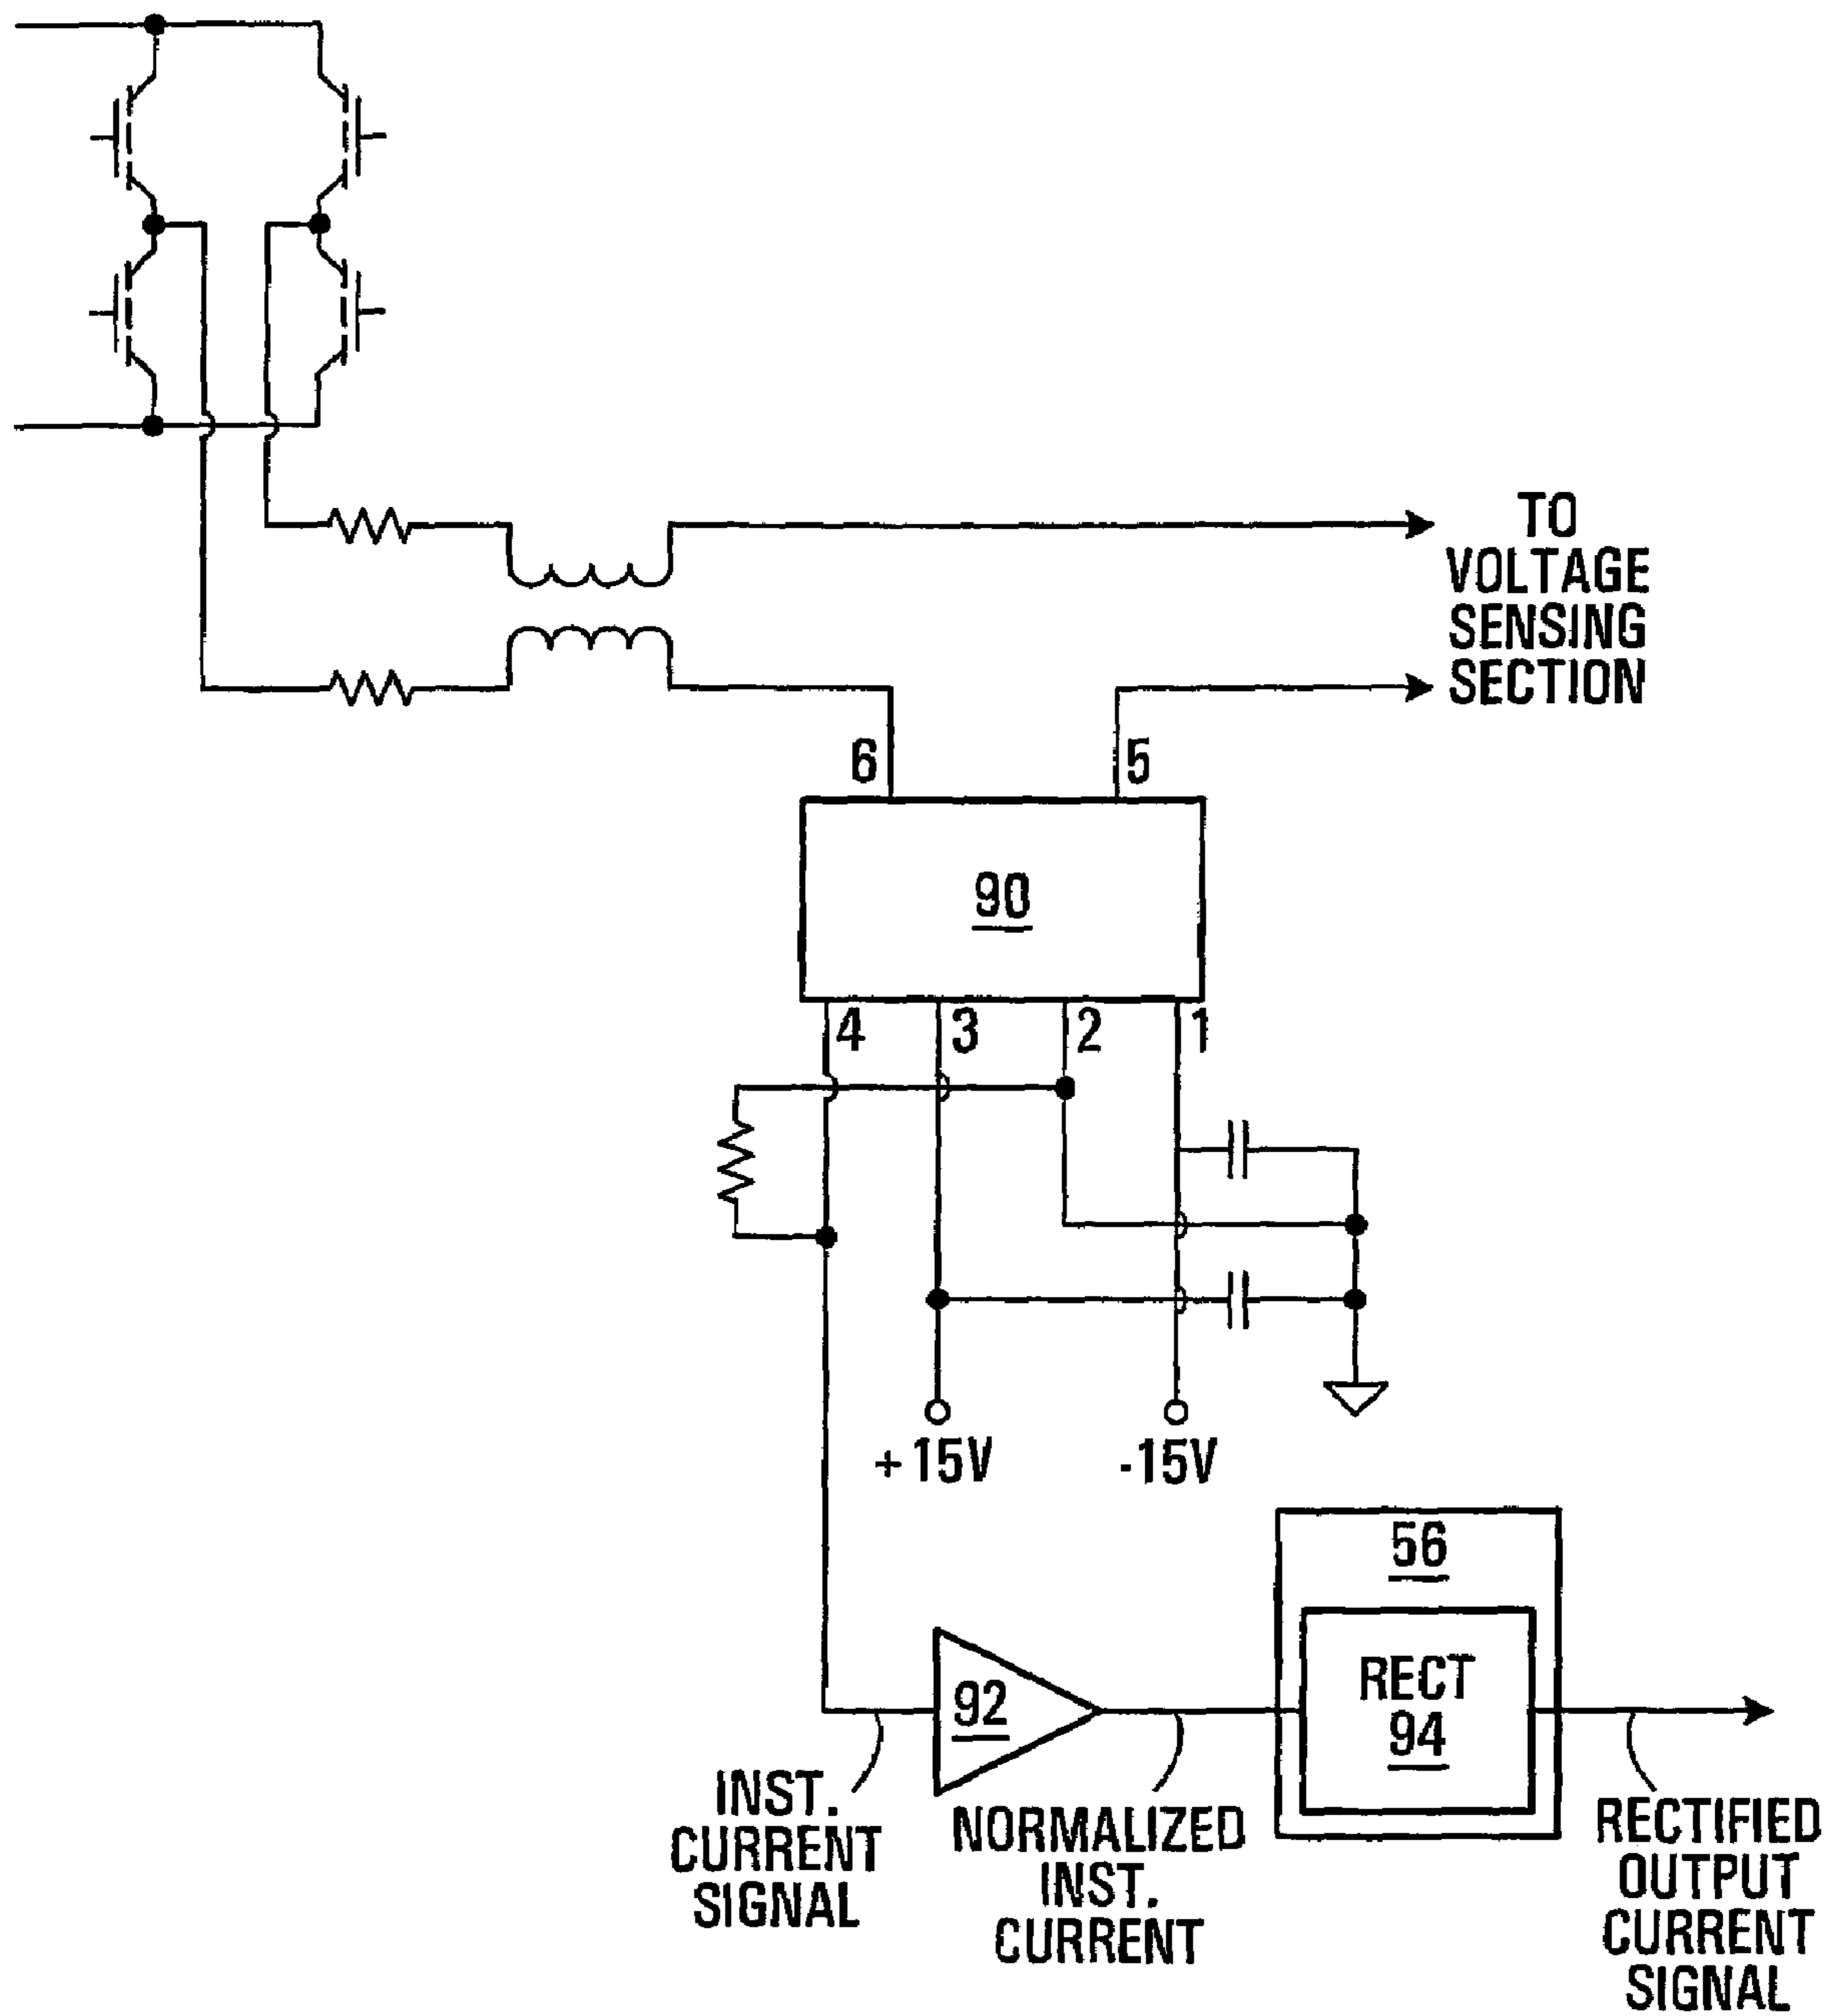 TO
VOLTAGE
SENSING
SECTION
6
5
90
4
3
2
1
+15V
-15V
56
RECT
94
92
INST.
CURRENT
SIGNAL
NORMALIZED
INST.
CURRENT
RECTIFIED
OUTPUT
CURRENT
SIGNAL